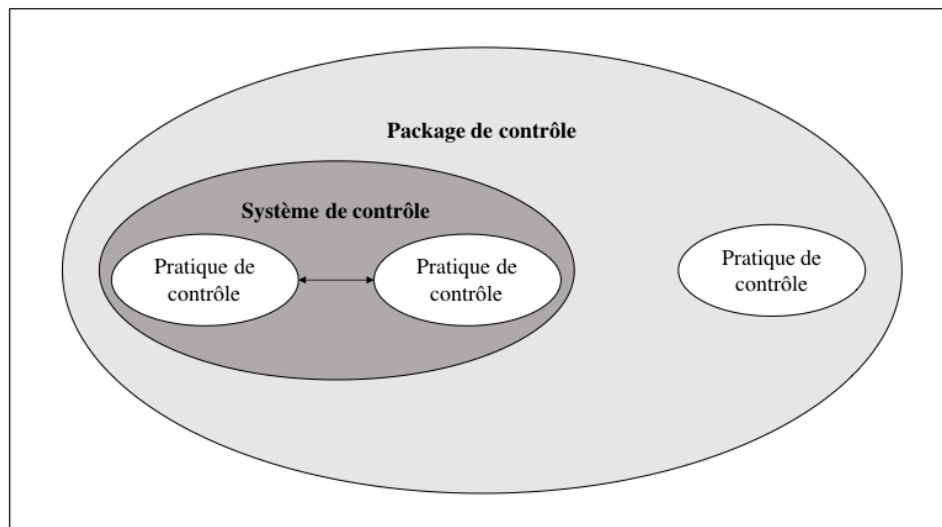 Package de contrôle
Système de contrôle
Pratique de
contrôle
Pratique de
contrôle
Pratique de
contrôle